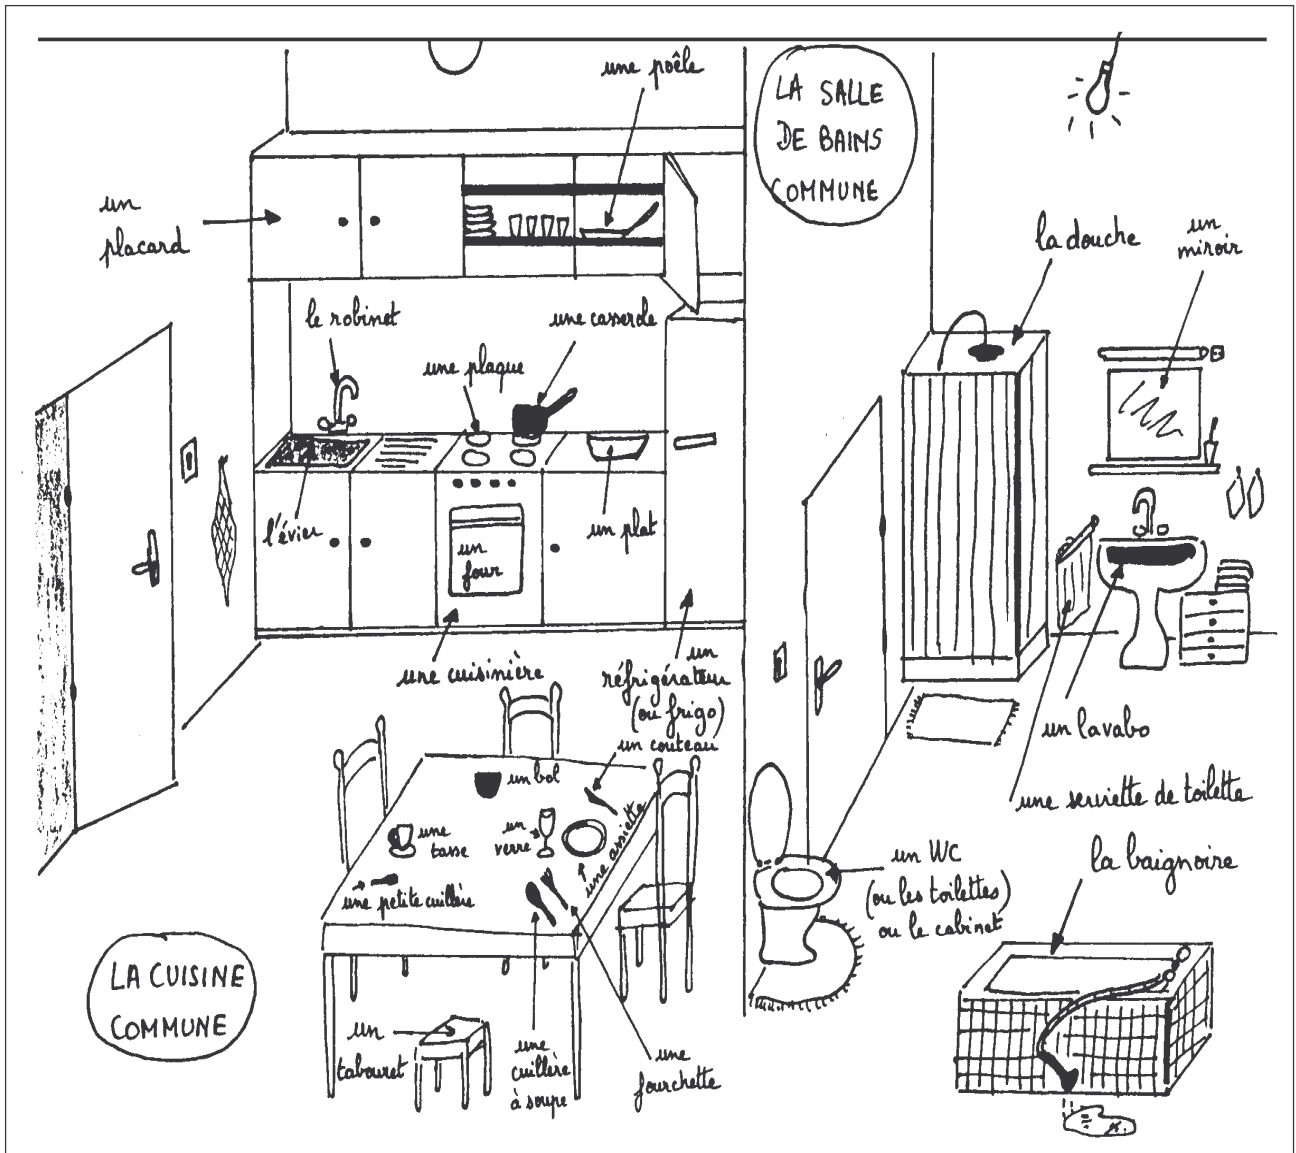 une poêle
LA SALLE
DE BAINS
COMMUNE
un
placard
la douche
un
miroir
le robinet
une casserole
une plaque
l'évier
un
four
un plat
une cuisinière
un
réfrigérateur
(ou frigo)
un couteau
un bol
une
tasse
un
verre
une assiette
une petite cuillère
un lavabo
une serviette de toilette
un WC
(ou les toilettes)
ou le cabinet
la baignoire
LA CUISINE
COMMUNE
un
tabouret
une
cuillère
à soupe
une
fourchette